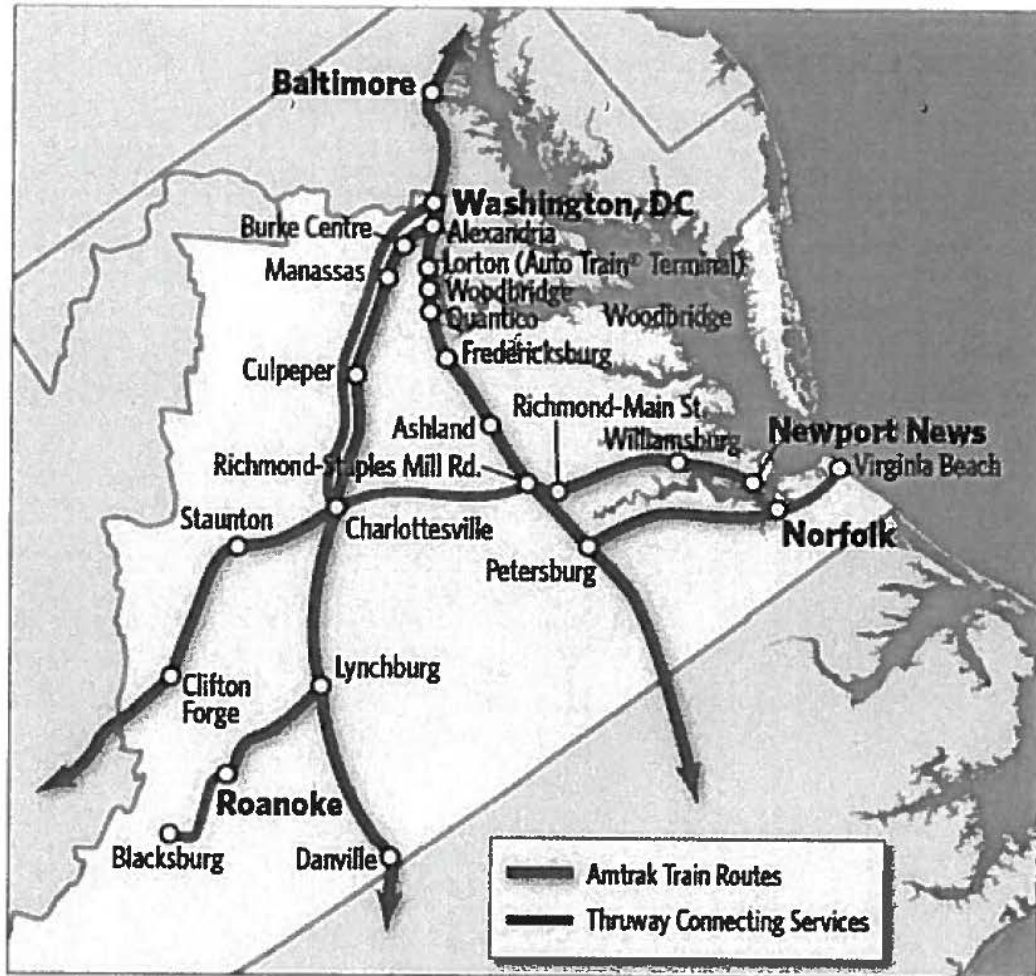 Baltimore
Washington, DC
Burke Centre
Alexandria
Manassas
Lorton (Auto Train® Terminal)
Woodbridge
Quantico
Woodbridge
Fredericksburg
Culpeper
Richmond-Main St.
Ashland
Williamsburg
Newport News
Richmond-Staples Mill Rd.
Virginia Beach
Staunton
Charlottesville
Norfolk
Petersburg
Lynchburg
Clifton
Forge
Roanoke
Blacksburg
Danville
Amtrak Train Routes
Thruway Connecting Services